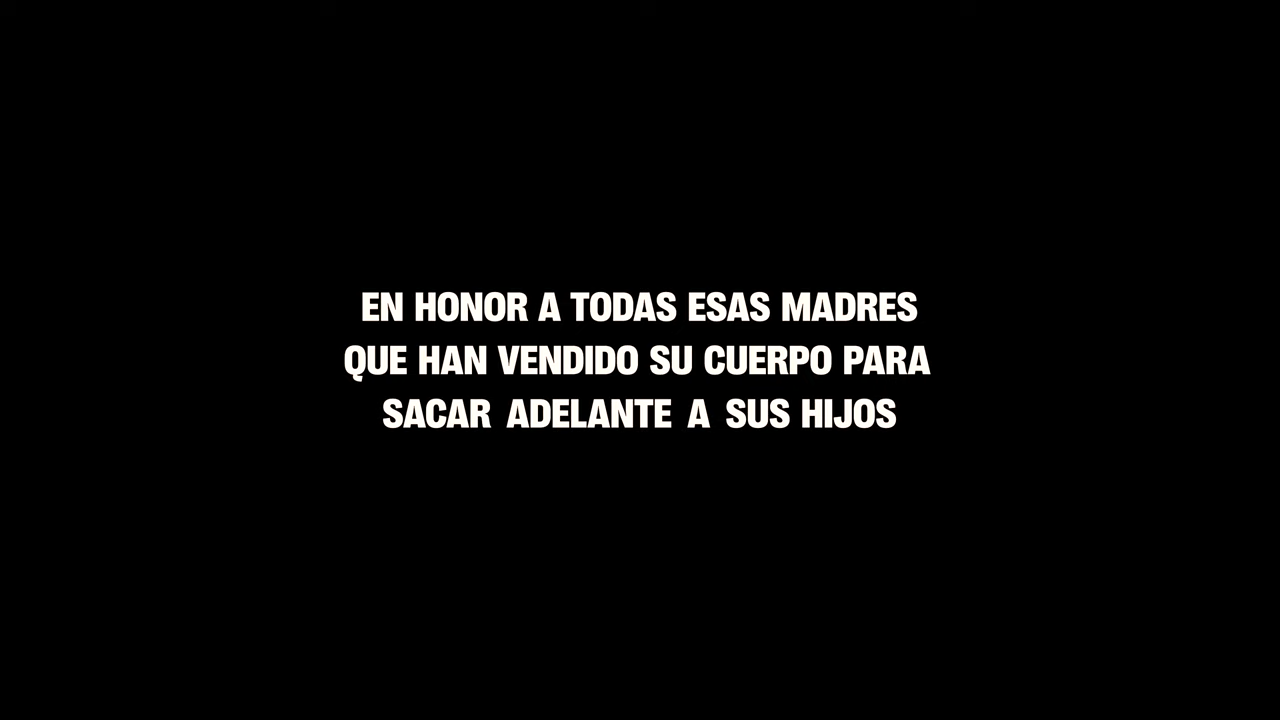 EN HONOR A TODAS ESAS MADRES
QUE HAN VENDIDO SU CUERPO PARA
SACAR ADELANTE A SUS HIJOS